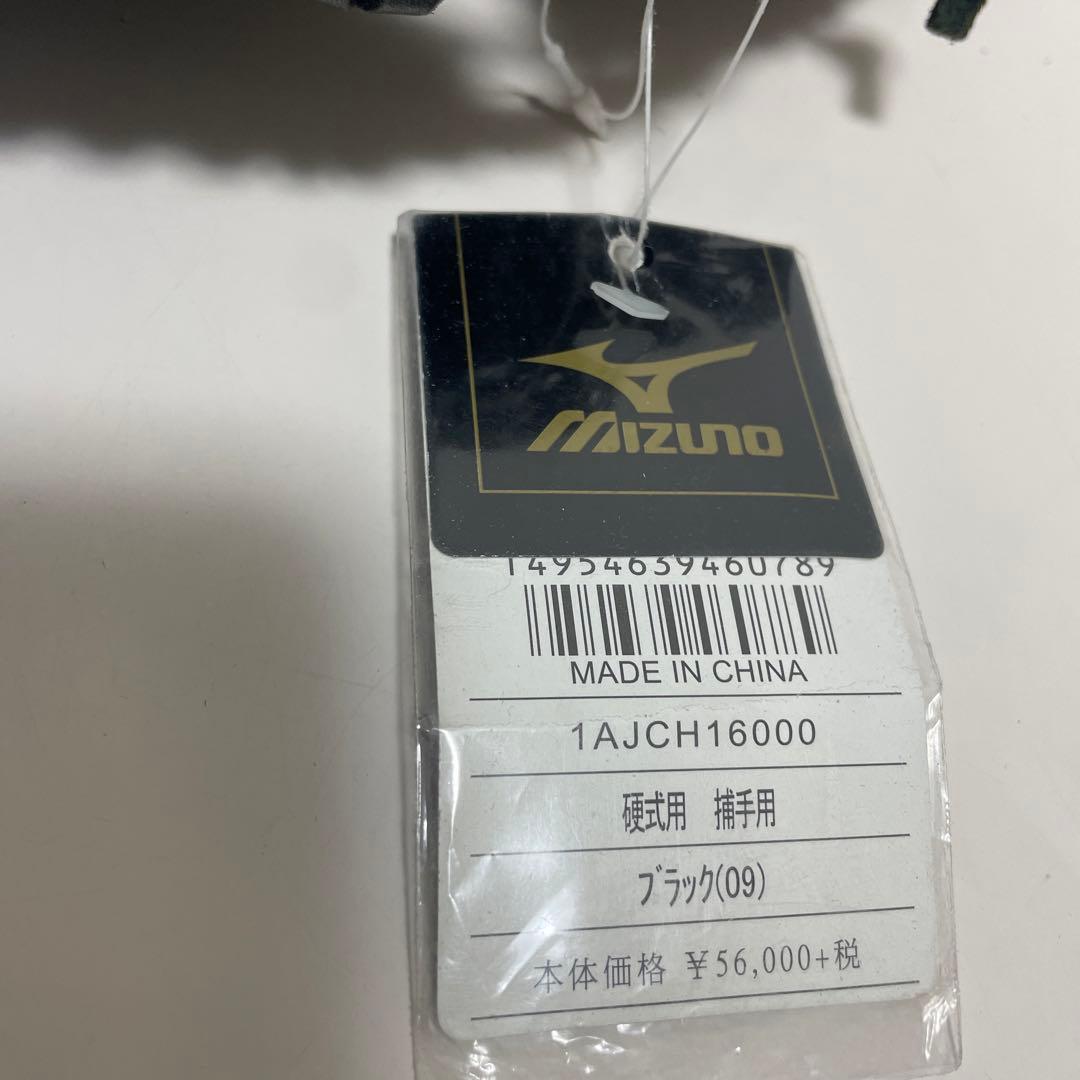 MIZUNO
14954639460789
MADE IN CHINA
1AJCH16000
硬式用 捕手用
ブラック(09)
本体価格 ¥56,000+税